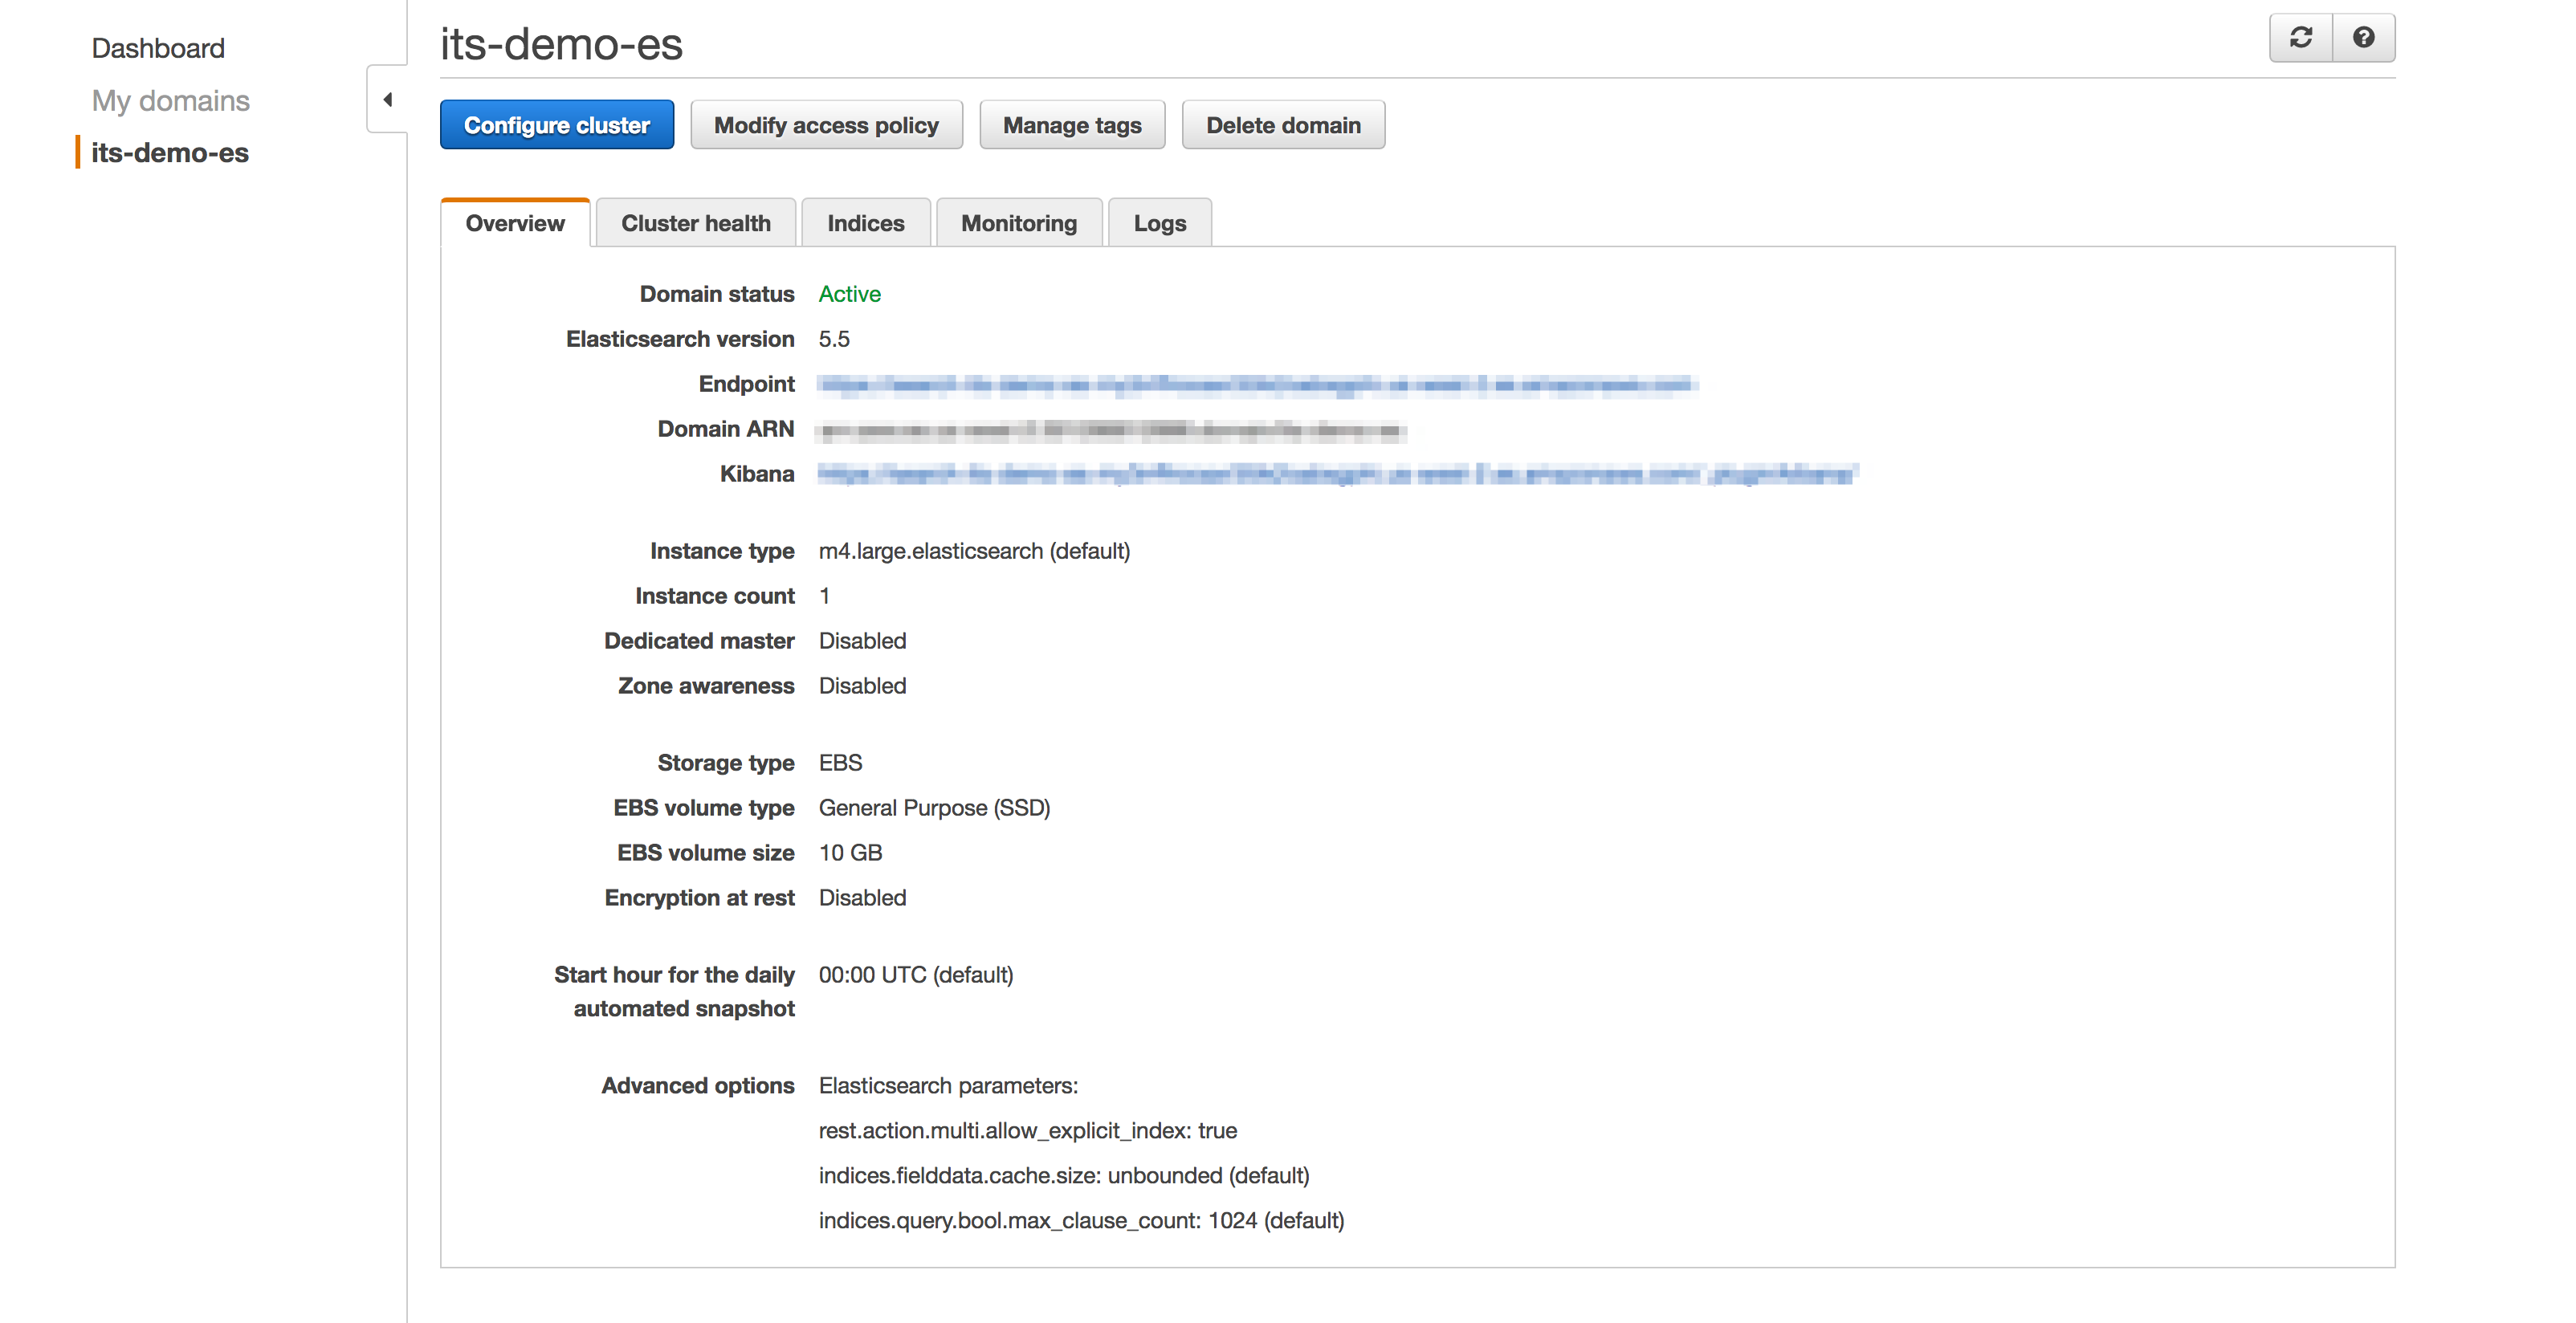 Dashboard
My domains
its-demo-es
its-demo-es
Configure cluster
Modify access policy
Manage tags
Delete domain
Overview
Cluster health
Indices
Monitoring
Logs
Domain status Active
Elasticsearch version 5.5
Endpoint
Domain ARN
Kibana
Instance type m4.large.elasticsearch (default)
Instance count 1
Dedicated master Disabled
Zone awareness Disabled
Storage type EBS
EBS volume type General Purpose (SSD)
EBS volume size 10 GB
Encryption at rest Disabled
Start hour for the daily 00:00 UTC (default)
automated snapshot
Advanced options Elasticsearch parameters:
rest.action.multi.allow_explicit_index: true
indices.fielddata.cache.size: unbounded (default)
indices.query.bool.max_clause_count: 1024 (default)